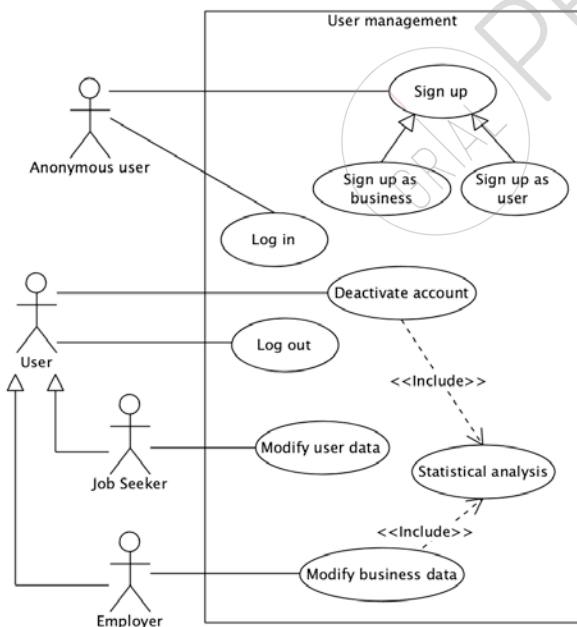 User management
Sign up
Anonymous user
Sign up as
business
Sign up as
user
Log in
Deactivate account
User
Log out
<<Include>>
Job Seeker
Modify user data
Statistical analysis
<<Include>>
Modify business data
Employer